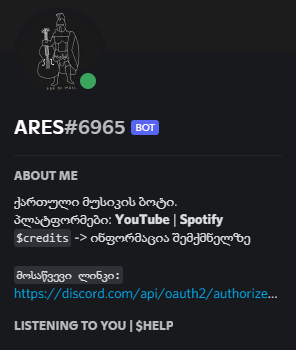 ARES#6965 BOT
ABOUT ME
ქართული მუსიკის ბოტი.
პლატფორმები: YouTube | Spotify
$credits -> ინფორმაცია შემქმნელზე
მოსაწვევი ლინკი:
https://discord.com/api/oauth2/authorize...
LISTENING TO YOU | $HELP